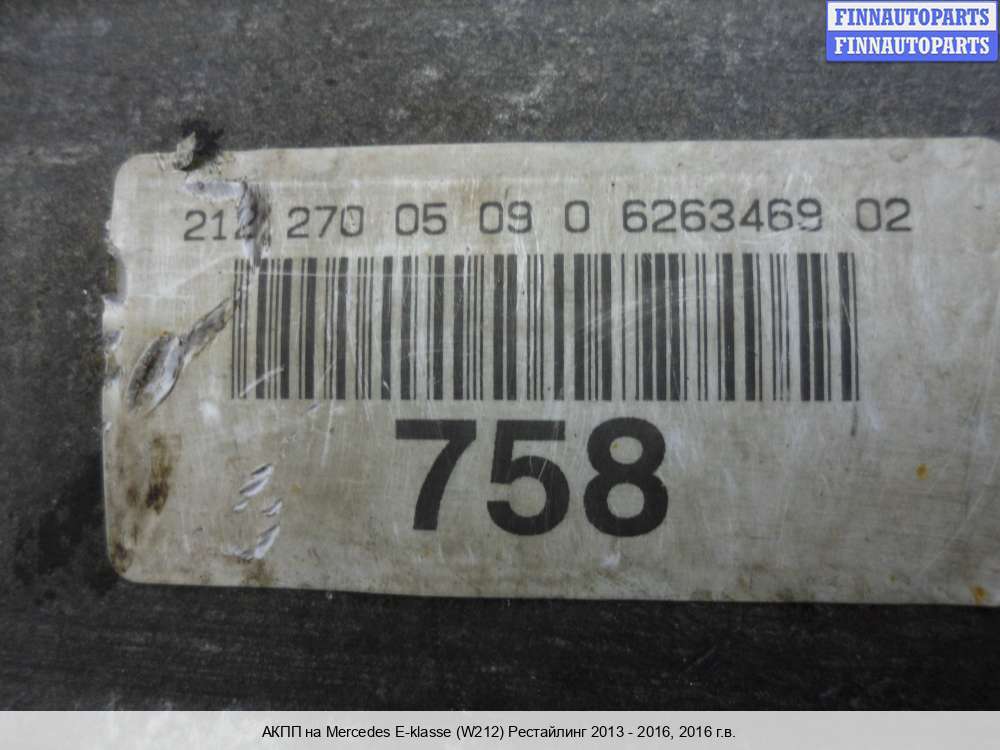 FINNAUTOPARTS
FINNAUTOPARTS
212 270 05 09 0 6263469 02
758
АКПП на Mercedes E-klasse (W212) Рестайлинг 2013 - 2016, 2016 г.в.